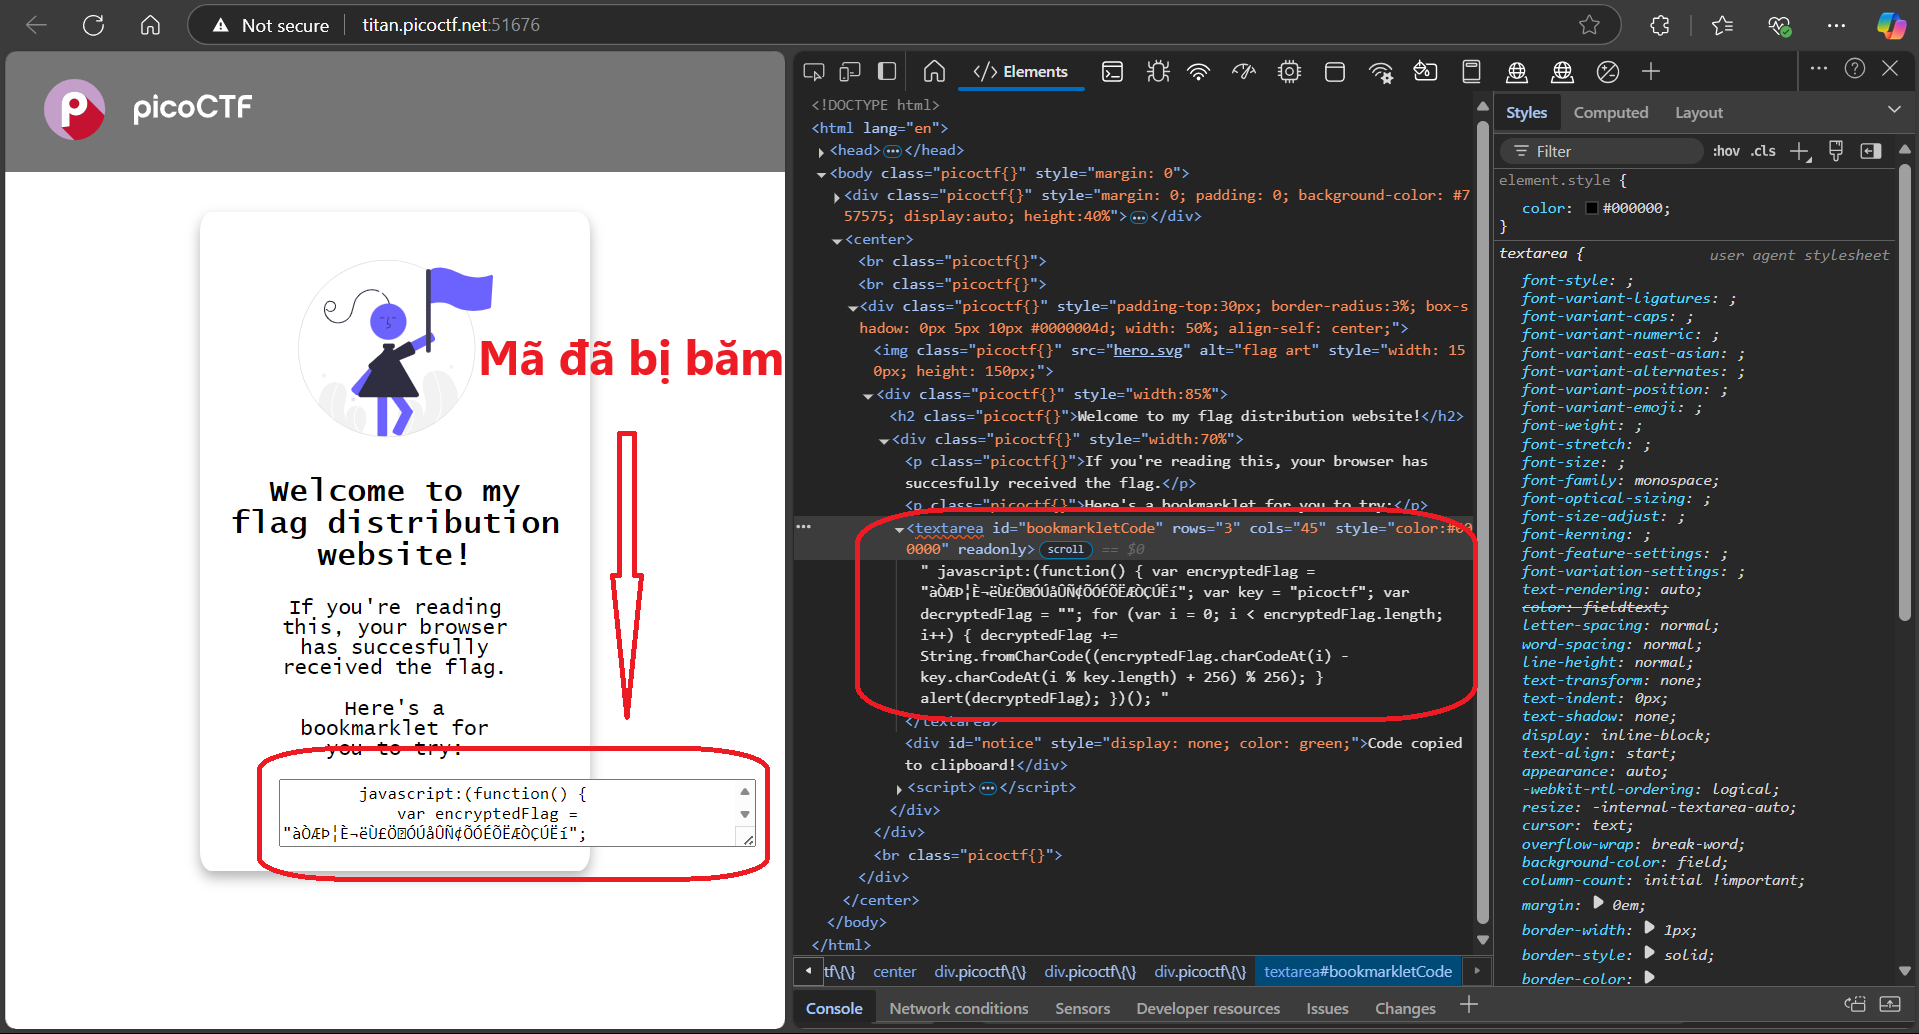 Not secure
titan.picoctf.net:51676
picoCTF
Mã đã bị băm
Welcome to my
flag distribution
website!
If you're reading
this, your browser
has succesfully
received the flag.
Here's a
bookmarklet for
you to try:
javascript:(function() {
var encryptedFlag =
Elements
<!DOCTYPE html>
<html lang="en">
<head> </head>
<body class="picoctf{}" style="margin: 0">
<div class="picoctf{}" style="margin: 0; padding: 0; background-color: #7
57575; display:auto; height:40%"> </div>
<center>
<br class="picoctf{}">
<br class="picoctf{}">
<div class="picoctf{}" style="padding-top:30px; border-radius:3%; box-s
hadow: 0px 5px 10px #0000004d; width: 50%; align-self: center;">
<img class="picoctf{}" src="hero.svg" alt="flag art" style="width: 15
0px; height: 150px;">
<div class="picoctf{}" style="width:85%">
<h2 class="picoctf{}">Welcome to my flag distribution website!</h2>
<div class="picoctf{}" style="width:70%">
<p class="picoctf{}">If you're reading this, your browser has
succesfully received the flag.</p>
<p class="picoctf{}">Here's a bookmarklet for you to try:</p>
<textarea id="bookmarkletCode" rows="3" cols="45" style="color:#00
0000" readonly> scroll == $0
" javascript:(function() { var encryptedFlag =
var key = "picoctf"; var
decryptedFlag = ""; for (var i = 0; i < encryptedFlag.length;
i++) { decryptedFlag +=
String.fromCharCode((encryptedFlag.charCodeAt(i) -
key.charCodeAt(i % key.length) + 256) % 256); }
alert(decryptedFlag); })(); "
</textarea>
<div id="notice" style="display: none; color: green;">Code copied
to clipboard!</div>
<script> </script>
</div>
</div>
<br class="picoctf{}">
</div>
</center>
</body>
</html>
tf\{\} center div.picoctf\{\} div.picoctf\{\} div.picoctf\{\} textarea#bookmarkletCode
Console Network conditions Sensors Developer resources Issues Changes
Styles Computed Layout
Filter :hov .cls
element.style {
color: #000000;
}
textarea { user agent stylesheet
font-style: ;
font-variant-ligatures: ;
font-variant-caps: ;
font-variant-numeric: ;
font-variant-east-asian: ;
font-variant-alternates: ;
font-variant-position: ;
font-variant-emoji: ;
font-weight: ;
font-stretch: ;
font-size: ;
font-family: monospace;
font-optical-sizing: ;
font-size-adjust: ;
font-kerning: ;
font-feature-settings: ;
font-variation-settings: ;
text-rendering: auto;
color: fieldtext;
letter-spacing: normal;
word-spacing: normal;
line-height: normal;
text-transform: none;
text-indent: 0px;
text-shadow: none;
display: inline-block;
text-align: start;
appearance: auto;
-webkit-rtl-ordering: logical;
resize: -internal-textarea-auto;
cursor: text;
overflow-wrap: break-word;
background-color: field;
column-count: initial !important;
margin: 0em;
border-width: 1px;
border-style: solid;
border-color: